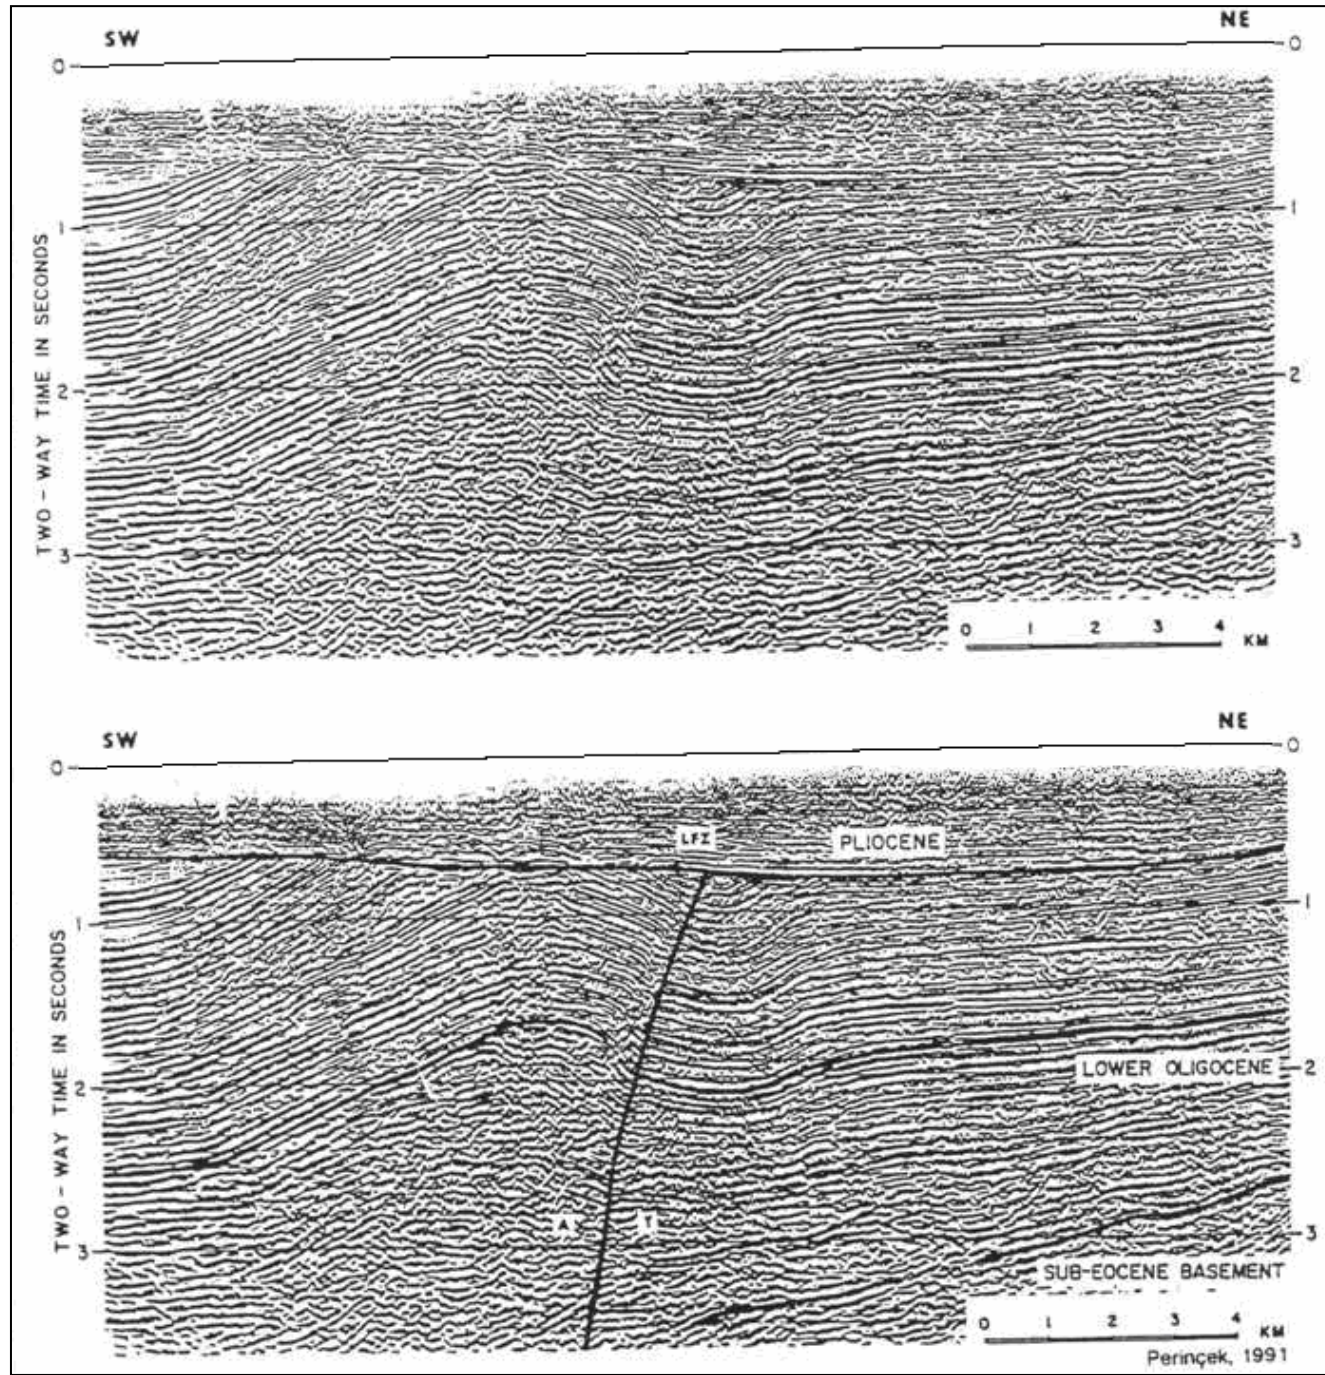 SW
NE
0
0
1
1
2
2
3
3
TWO - WAY TIME IN SECONDS
0 1 2 3 4
KM
SW
NE
0
0
LFZ
PLIOCENE
1
1
TWO - WAY TIME IN SECONDS
2
LOWER OLIGOCENE
2
A
T
3
3
SUB-EOCENE BASEMENT
0 1 2 3 4
KM
Perinçek, 1991